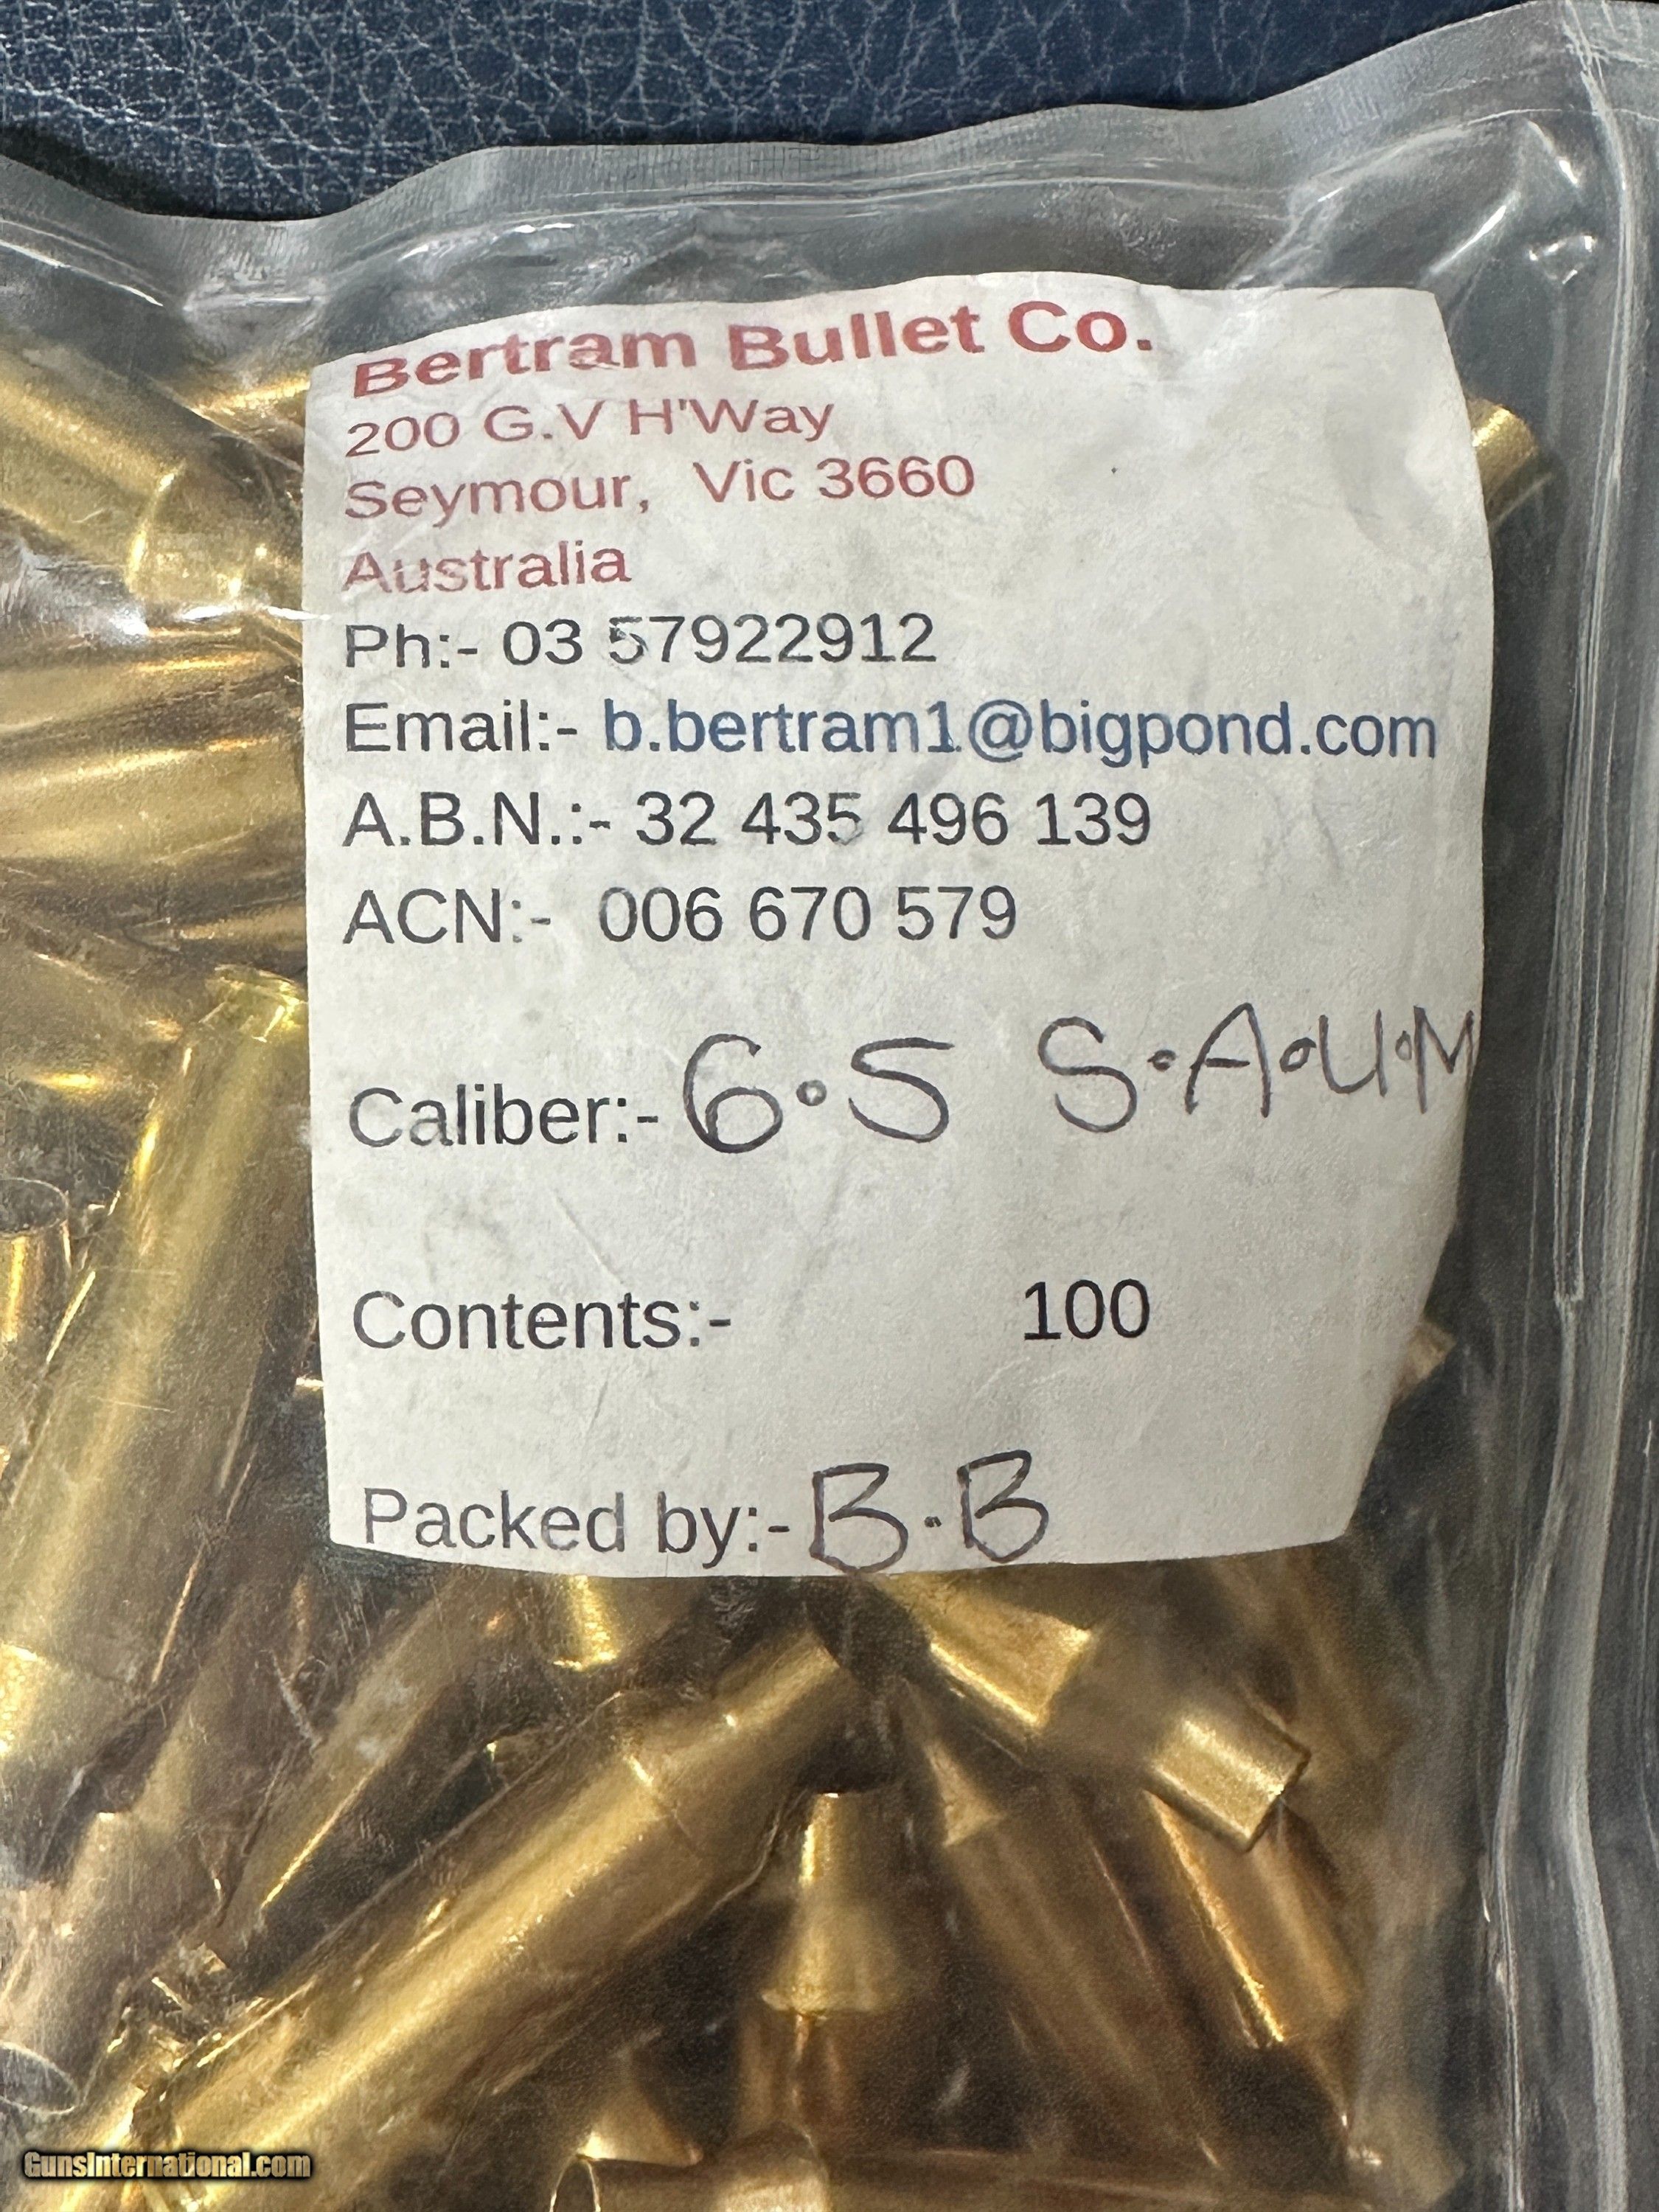 Bertram Bullet Co.
200 G.V H'Way
Seymour, Vic 3660
Australia
Ph:- 03 57922912
Email:- b.bertram1@bigpond.com
A.B.N.:- 32 435 496 139
ACN:- 006 670 579
Caliber:- 6.5 S.A.U.M
Contents:- 100
Packed by:- B.B
GunsInternational.com